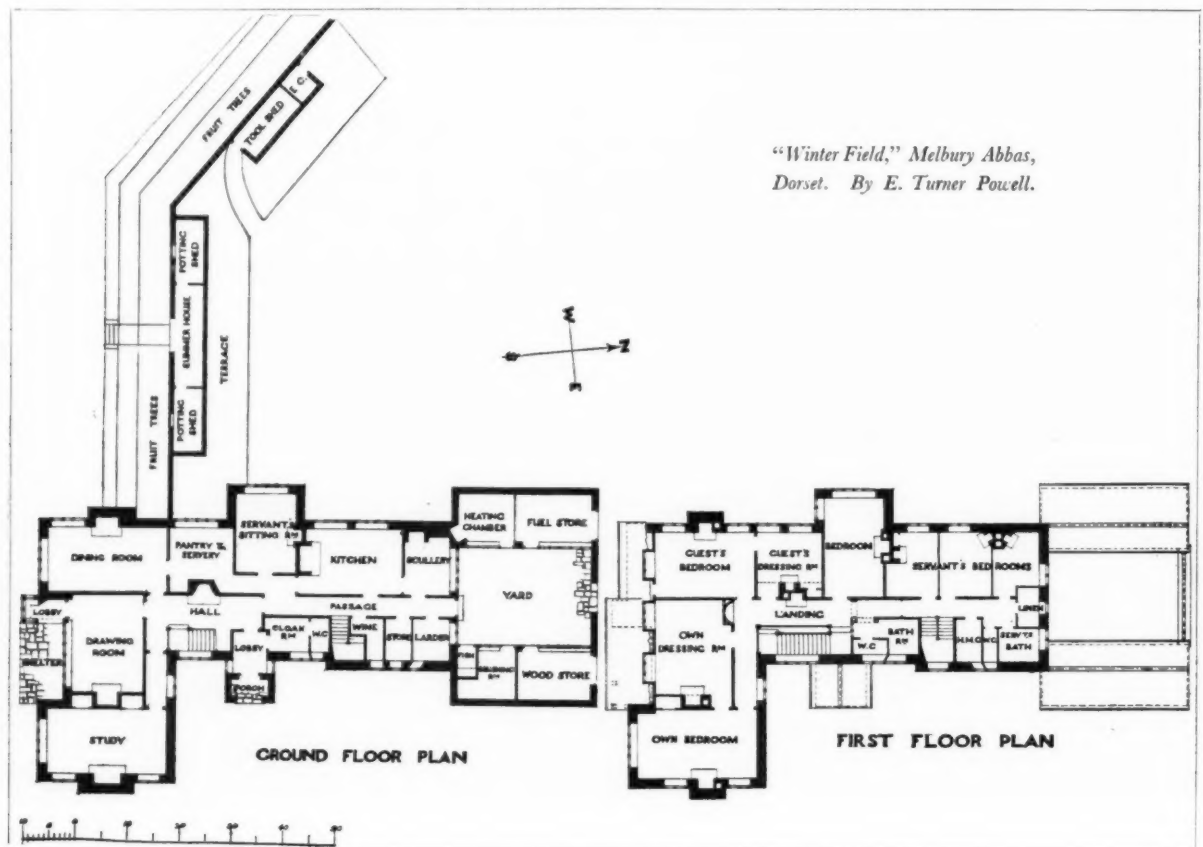 "Winter Field," Melbury Abbas,
Dorset. By E. Turner Powell.
FRUIT TREES
TOOL SHED
E C.
POTTING
SHED
SUMMER HOUSE
TERRACE
POTTING
SHED
FRUIT TREES
W
S
N
E
DINING ROOM
PANTRY &
SERVERY
SERVANT'S
SITTING RM
KITCHEN
SCULLERY
HEATING
CHAMBER
FUEL STORE
YARD
HALL
PASSAGE
LOBBY
SHELTER
DRAWING
ROOM
LOBBY
PORCH
CLOAK
RM
W.C
WINE
STORE
LARDER
WOOD STORE
STUDY
GROUND FLOOR PLAN
GUEST'S
BEDROOM
GUEST'S
DRESSING RM
BEDROOM
SERVANT'S BEDROOMS
LANDING
LINEN
OWN
DRESSING RM
W.C
BATH
RM
H.M.C
W.C.
SERVTS
BATH
OWN BEDROOM
FIRST FLOOR PLAN